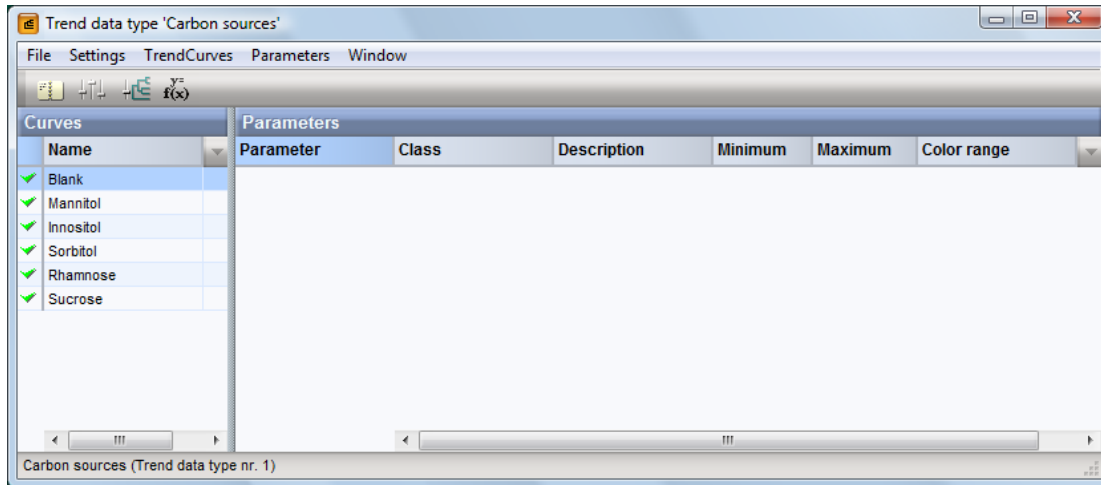 Trend data type 'Carbon sources'
File Settings TrendCurves Parameters Window
y=
f(x)
Curves Parameters
Name Parameter Class Description Minimum Maximum Color range
Blank
Mannitol
Innositol
Sorbitol
Rhamnose
Sucrose
Carbon sources (Trend data type nr. 1)